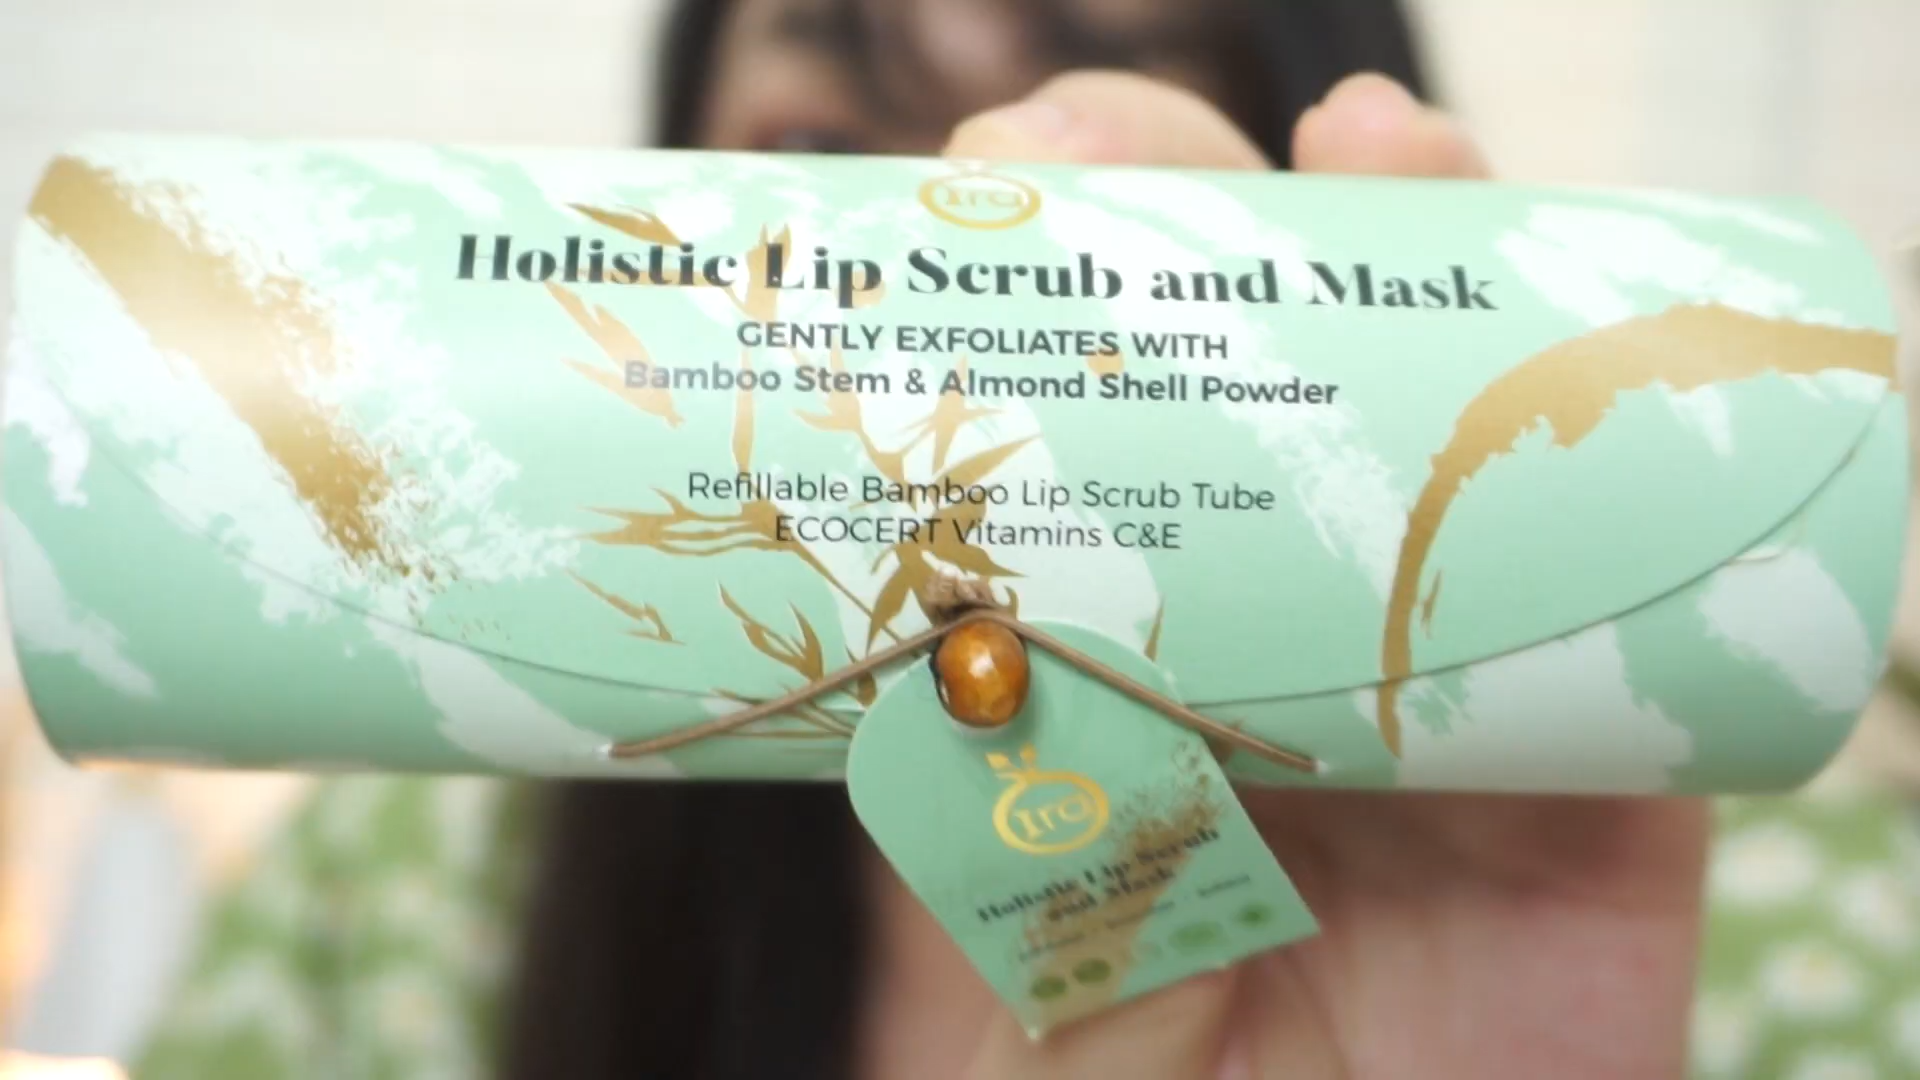 Ira
Holistic Lip Scrub and Mask
GENTLY EXFOLIATES WITH
Bamboo Stem & Almond Shell Powder
Refillable Bamboo Lip Scrub Tube
ECOCERT Vitamins C&E
Ira
Holistic Lip Scrub
and Mask